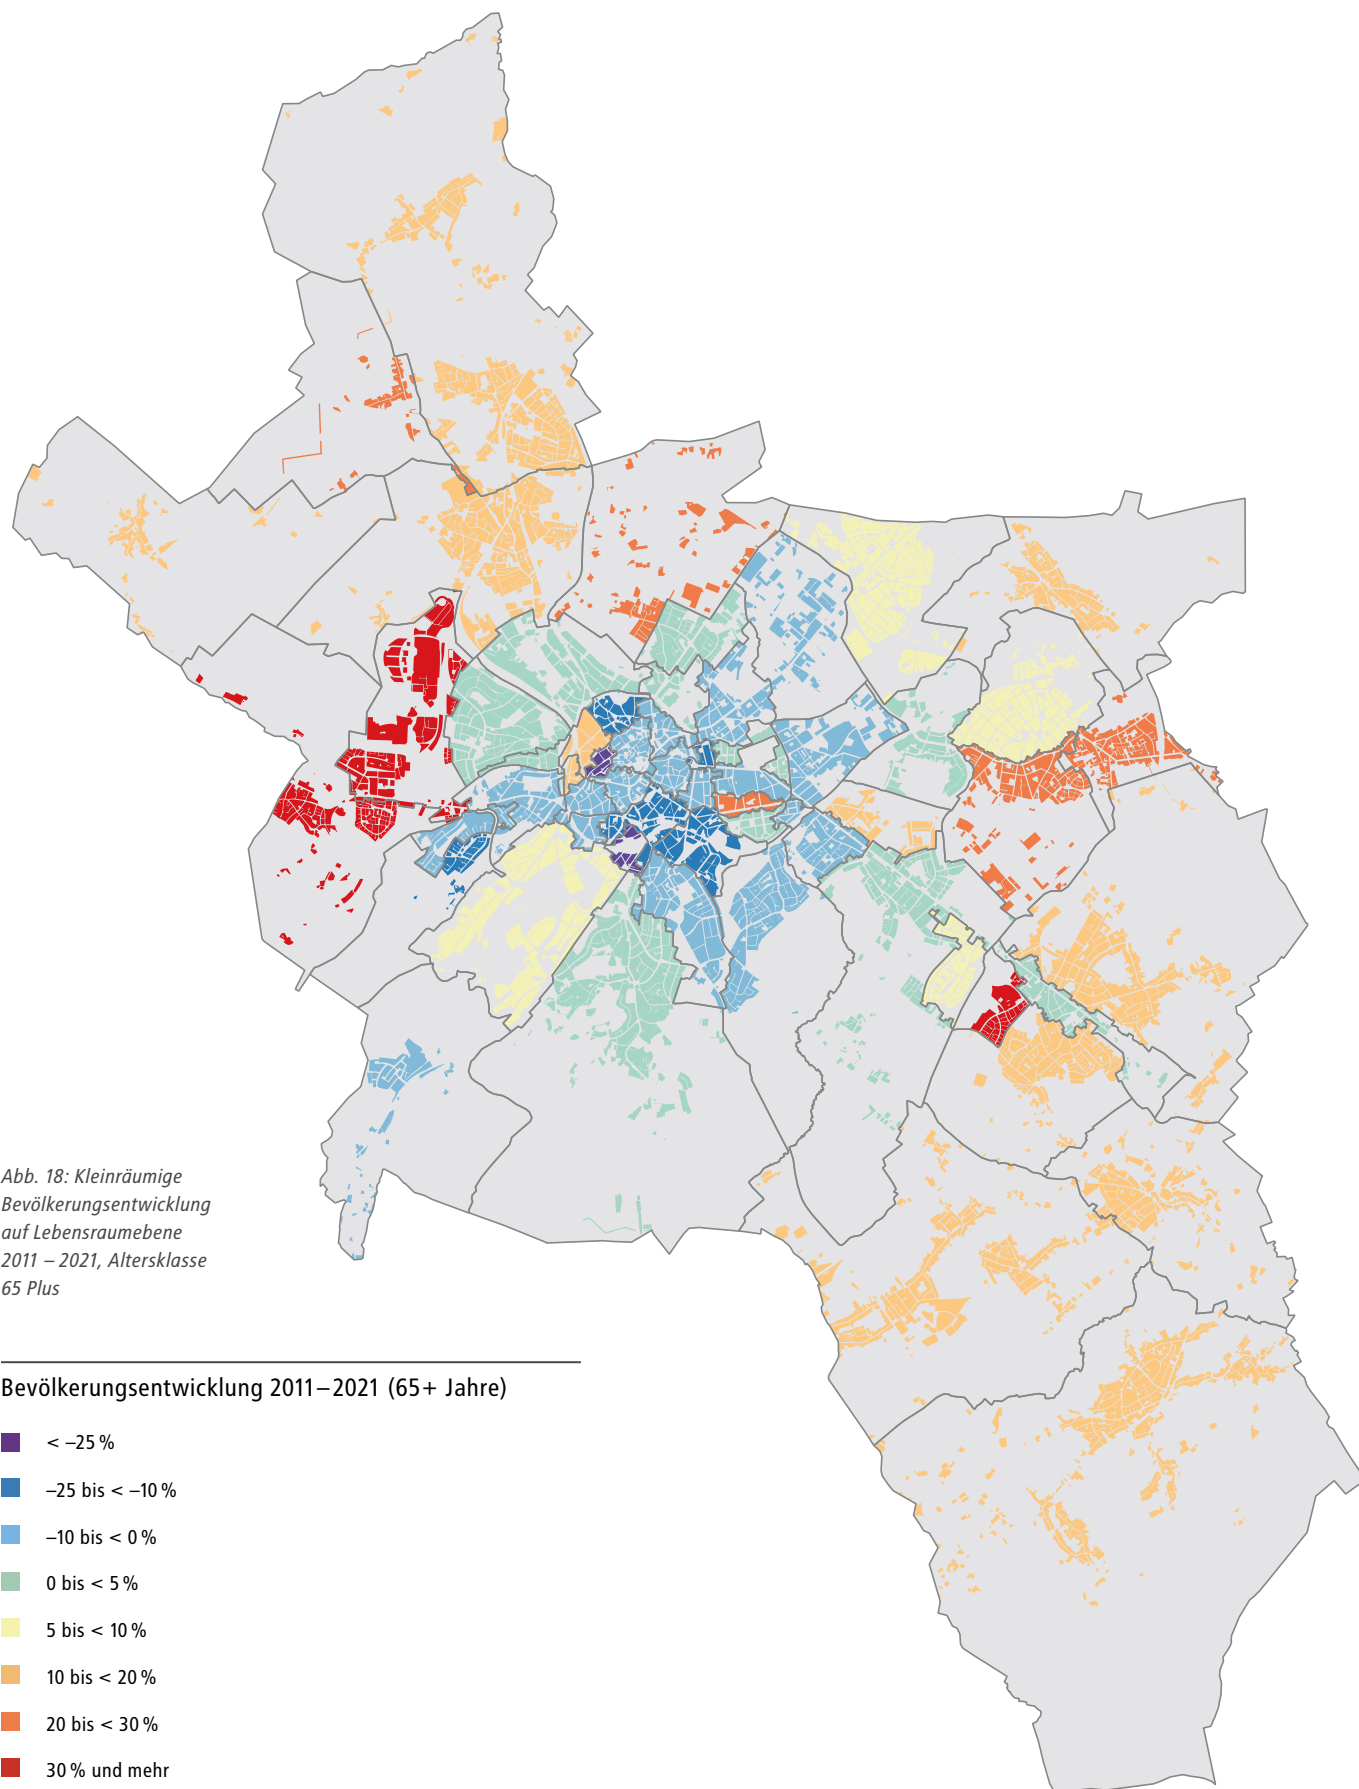 Abb. 18: Kleinräumige
Bevölkerungsentwicklung
auf Lebensraumebene
2011 – 2021, Altersklasse
65 Plus
Bevölkerungsentwicklung 2011–2021 (65+ Jahre)
< –25 %
–25 bis < –10 %
–10 bis < 0 %
0 bis < 5 %
5 bis < 10 %
10 bis < 20 %
20 bis < 30 %
30 % und mehr